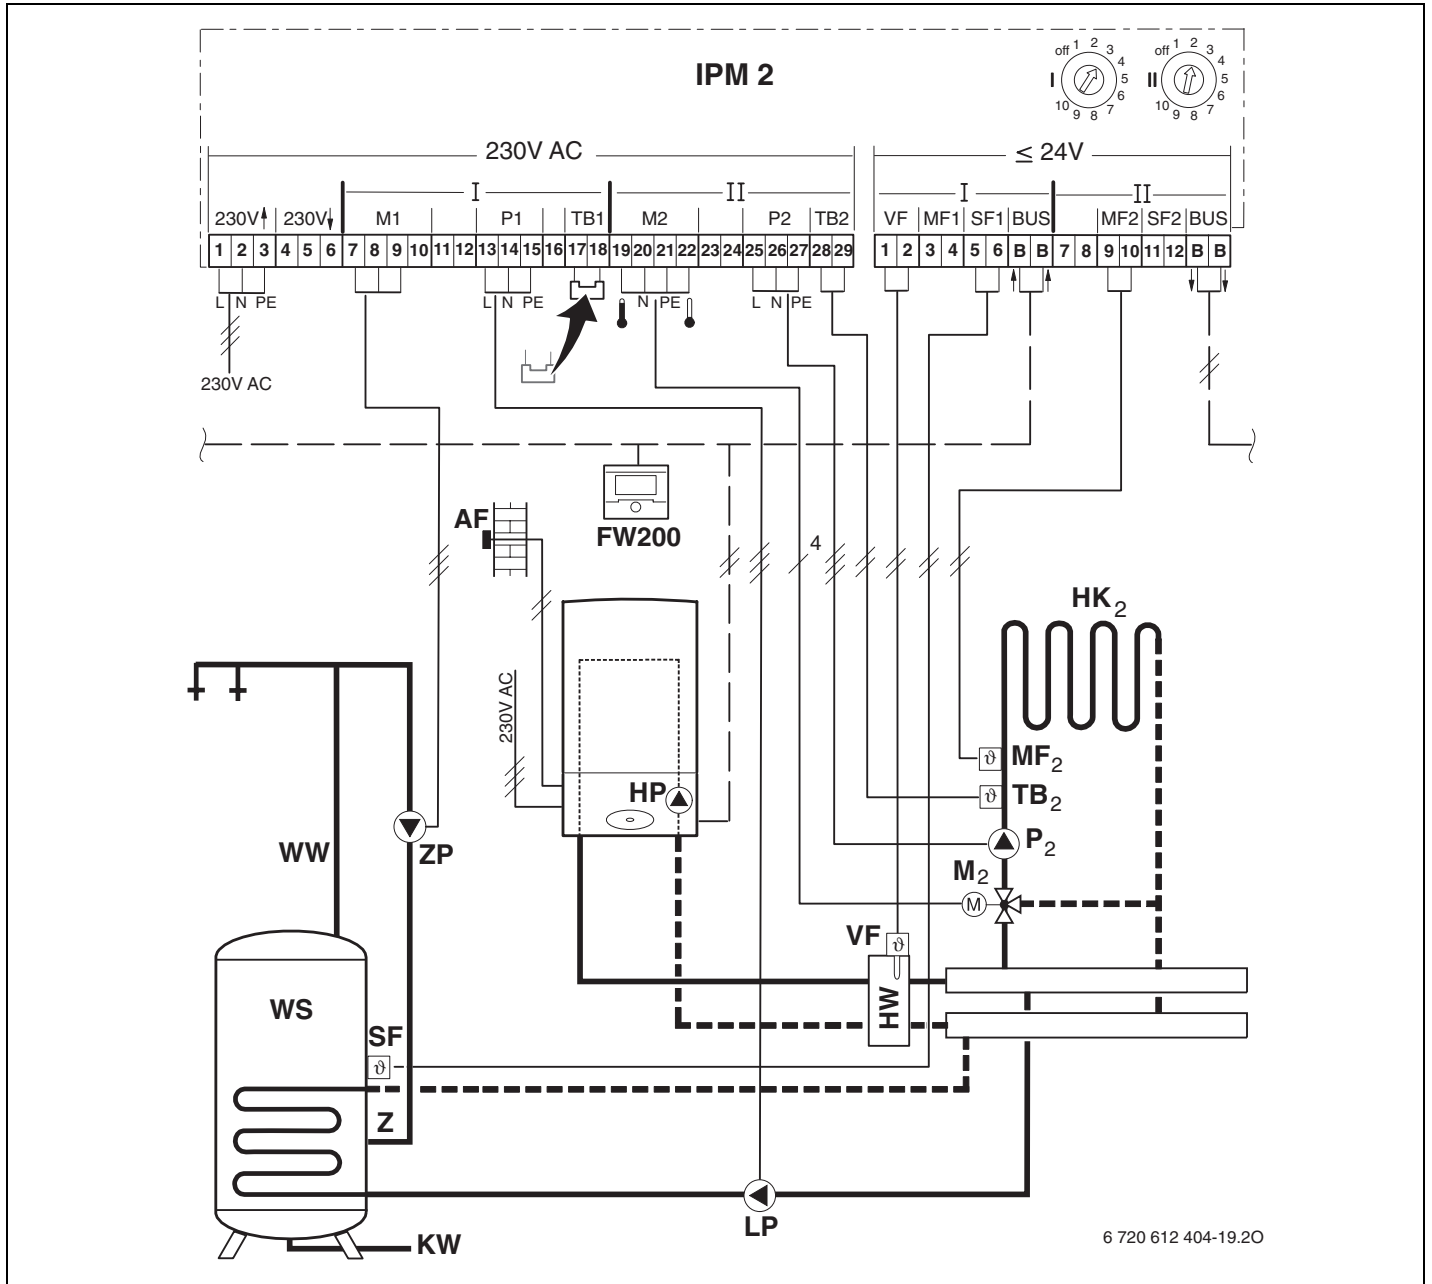 IPM 2
off 1 2 3 4 5 6 7 8 9 10
I
off 1 2 3 4 5 6 7 8 9 10
II
230V AC
≤ 24V
I II I II
230V 230V M1 P1 TB1 M2 P2 TB2 VF MF1 SF1 BUS MF2 SF2 BUS
1 2 3 4 5 6 7 8 9 10 11 12 13 14 15 16 17 18 19 20 21 22 23 24 25 26 27 28 29 1 2 3 4 5 6 B B 7 8 9 10 11 12 B B
L N PE L N PE N PE L N PE
230V AC
AF
FW200
4
HK2
230V AC
MF2
HP
TB2
P2
WW
ZP
M2
M
VF
ϑ
ϑ
ϑ
HW
WS
SF
ϑ
Z
LP
KW
6 720 612 404-19.2O